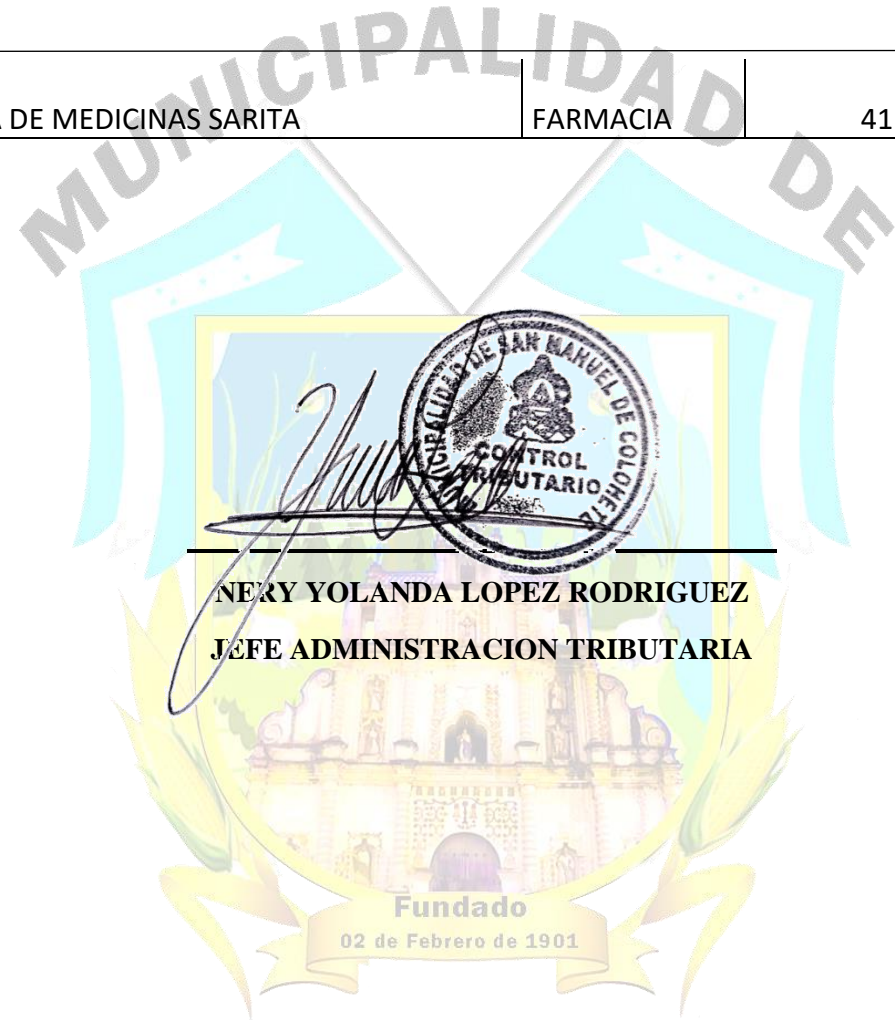 MUNICIPALIDAD DE
A DE MEDICINAS SARITA FARMACIA 41
DE SAN MANUEL DE COLOHETE
CONTROL
TRIBUTARIO
NERY YOLANDA LOPEZ RODRIGUEZ
JEFE ADMINISTRACION TRIBUTARIA
Fundado
02 de Febrero de 1901